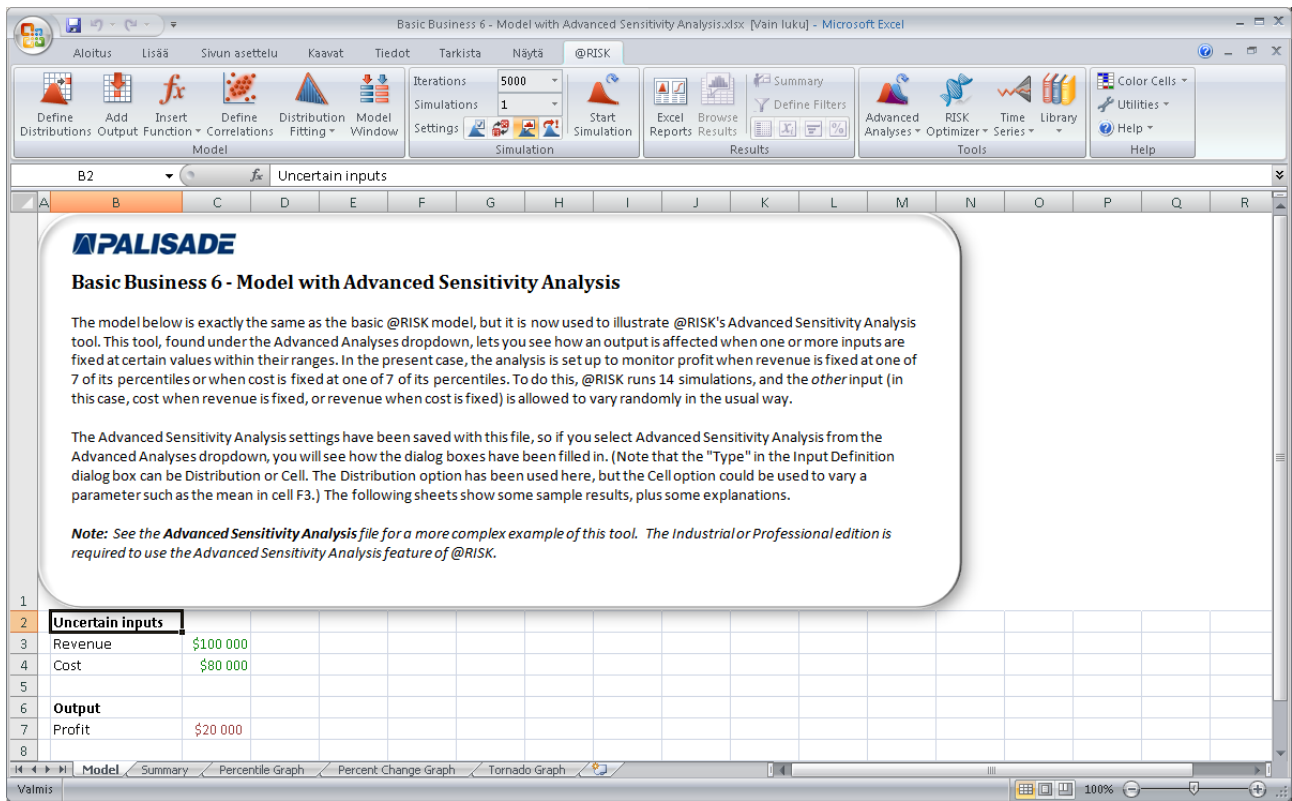 Basic Business 6 - Model with Advanced Sensitivity Analysis.xlsx [Vain luku] - Microsoft Excel
Aloitus Lisää Sivun asettelu Kaavat Tiedot Tarkista Näytä @RISK
Define Distributions Add Output Insert Function Define Correlations Distribution Fitting Model Window
Model
Iterations 5000
Simulations 1
Settings
Start Simulation
Simulation
Excel Reports Browse Results
Summary
Define Filters
Results
Advanced Analyses RISK Optimizer Time Series Library
Tools
Color Cells
Utilities
Help
Help
B2 fx Uncertain inputs
A B C D E F G H I J K L M N O P Q R
PALISADE
Basic Business 6 - Model with Advanced Sensitivity Analysis
The model below is exactly the same as the basic @RISK model, but it is now used to illustrate @RISK's Advanced Sensitivity Analysis
tool. This tool, found under the Advanced Analyses dropdown, lets you see how an output is affected when one or more inputs are
fixed at certain values within their ranges. In the present case, the analysis is set up to monitor profit when revenue is fixed at one of
7 of its percentiles or when cost is fixed at one of 7 of its percentiles. To do this, @RISK runs 14 simulations, and the other input (in
this case, cost when revenue is fixed, or revenue when cost is fixed) is allowed to vary randomly in the usual way.
The Advanced Sensitivity Analysis settings have been saved with this file, so if you select Advanced Sensitivity Analysis from the
Advanced Analyses dropdown, you will see how the dialog boxes have been filled in. (Note that the "Type" in the Input Definition
dialog box can be Distribution or Cell. The Distribution option has been used here, but the Cell option could be used to vary a
parameter such as the mean in cell F3.) The following sheets show some sample results, plus some explanations.
Note: See the Advanced Sensitivity Analysis file for a more complex example of this tool. The Industrial or Professional edition is
required to use the Advanced Sensitivity Analysis feature of @RISK.
1
2 Uncertain inputs
3 Revenue $100 000
4 Cost $80 000
5
6 Output
7 Profit $20 000
8
Model Summary Percentile Graph Percent Change Graph Tornado Graph
Valmis 100%